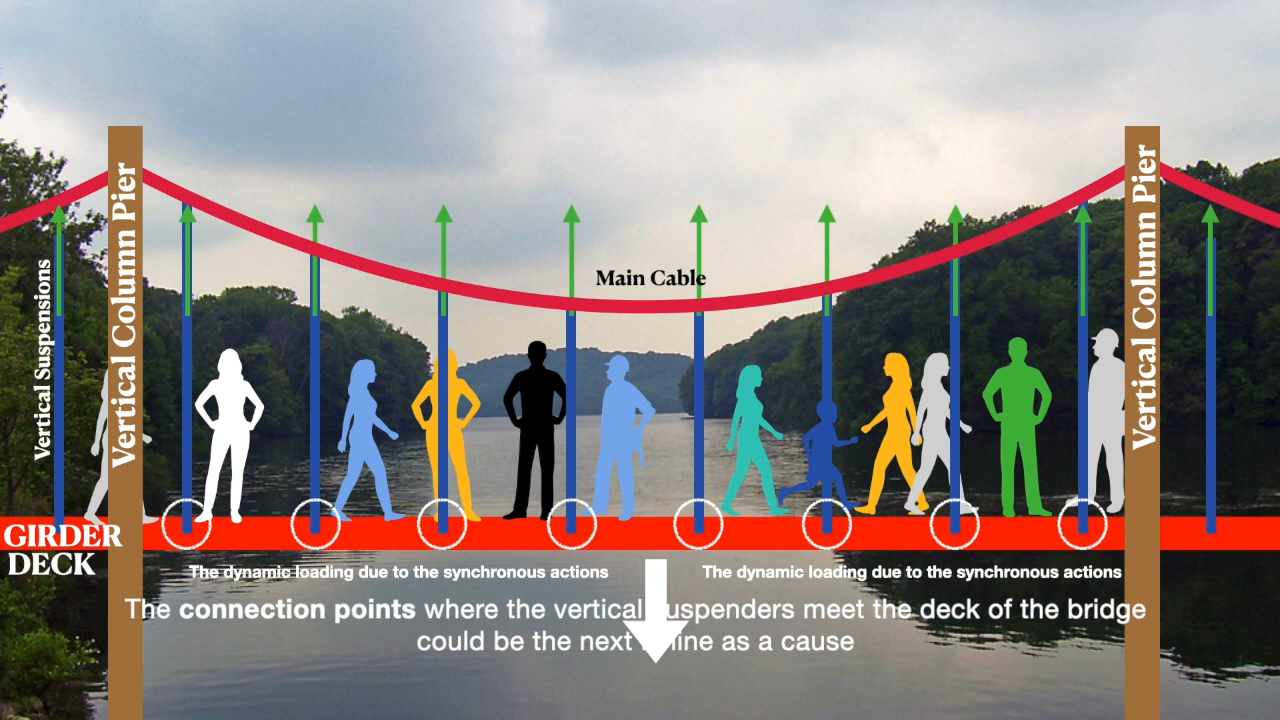 Main Cable
Vertical Suspensions
Vertical Column Pier
Vertical Column Pier
GIRDER
DECK
The dynamic loading due to the synchronous actions
The dynamic loading due to the synchronous actions
The connection points where the vertical uspenders meet the deck of the bridge
could be the next line as a cause